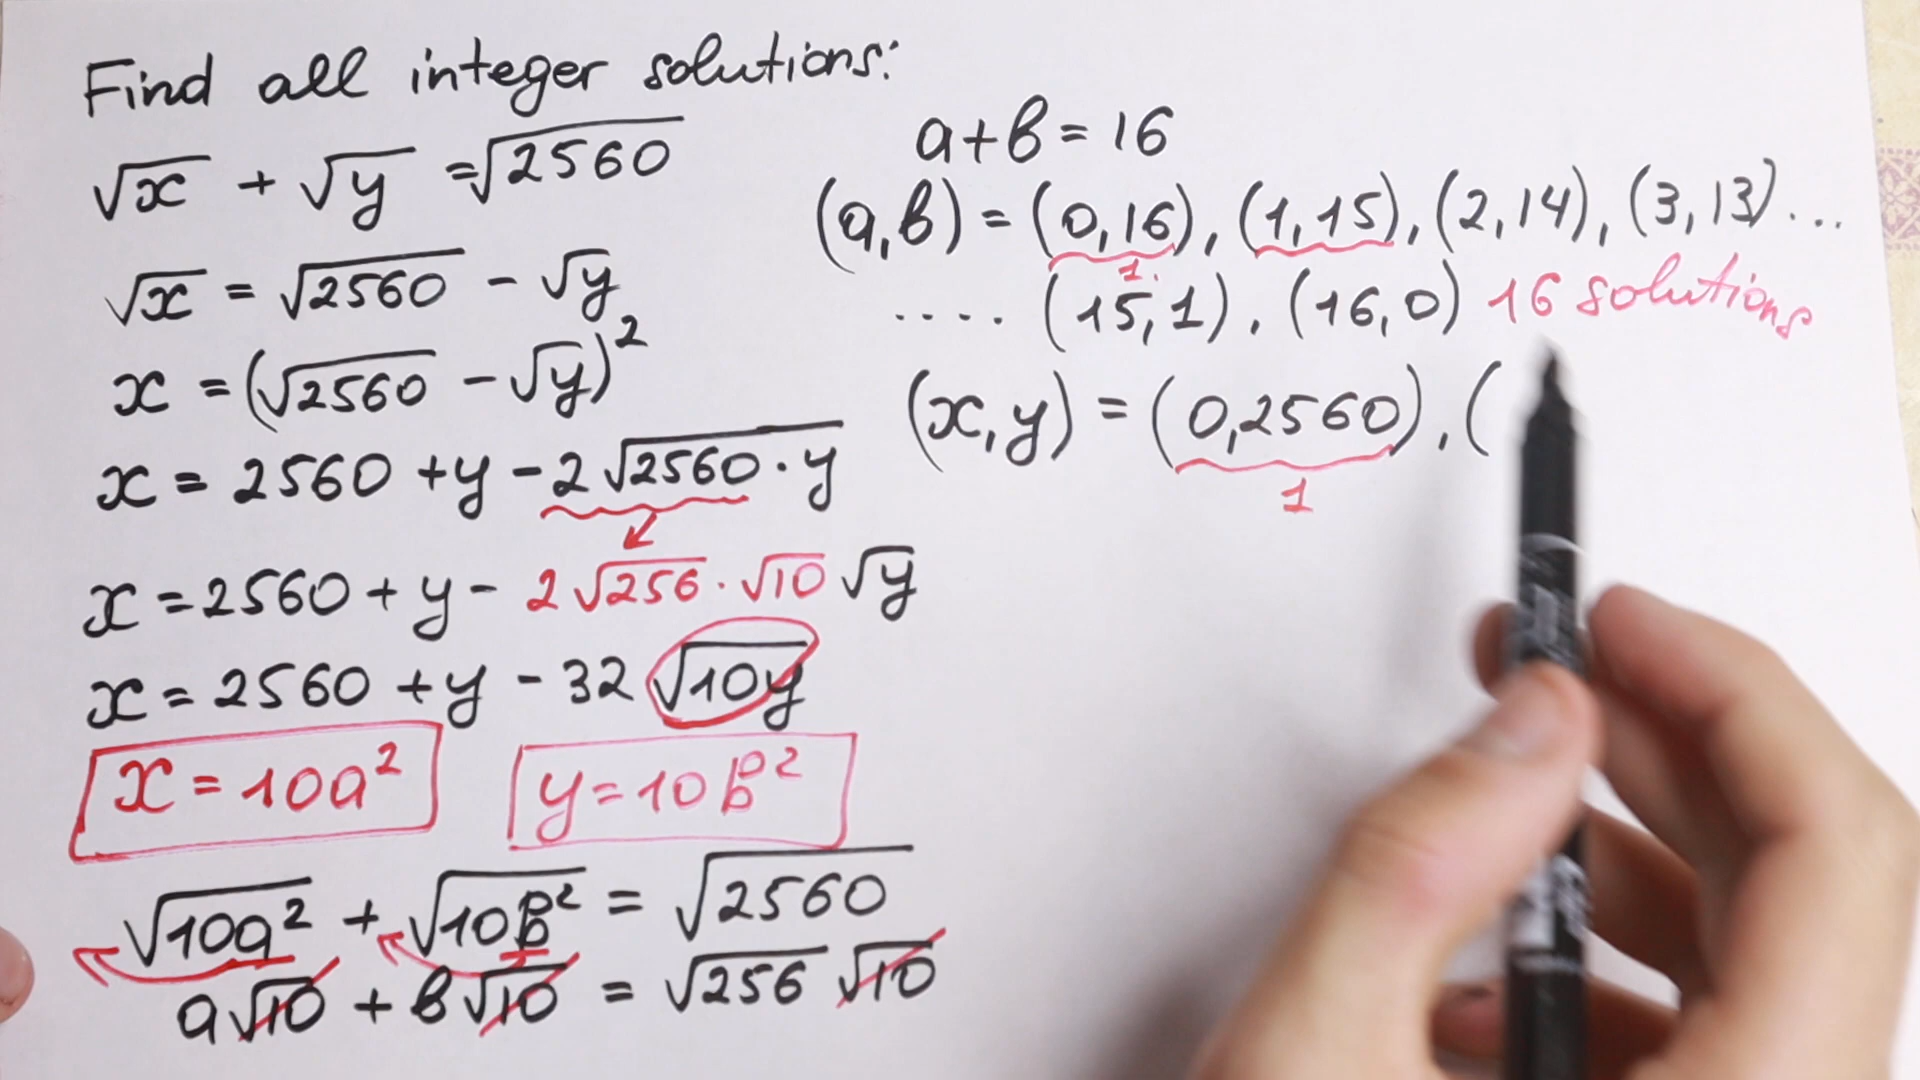 Find all integer solutions:
√x + √y = √2560
√x = √2560 - √y
x = (√2560 - √y)²
x = 2560 + y - 2√2560·y
x = 2560 + y - 2√256·√10 √y
x = 2560 + y - 32√10y
x = 10a² y = 10b²
√10a² + √10b² = √2560
a√10 + b√10 = √256 √10
a + b = 16
(a, b) = (0, 16), (1, 15), (2, 14), (3, 13)...
1.
.... (15, 1), (16, 0) 16 solutions
(x, y) = (0, 2560), (
1